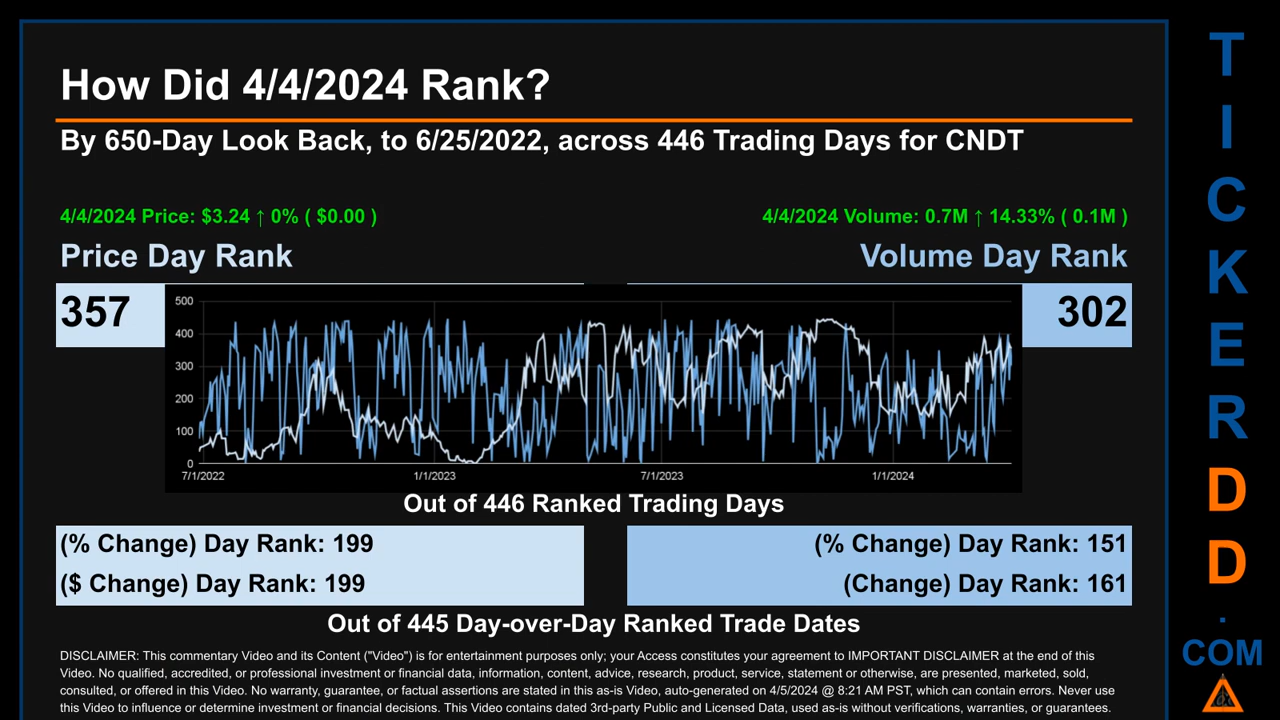 How Did 4/4/2024 Rank?
By 650-Day Look Back, to 6/25/2022, across 446 Trading Days for CNDT
4/4/2024 Price: $3.24 ↑ 0% ( $0.00 )
4/4/2024 Volume: 0.7M ↑ 14.33% ( 0.1M )
Price Day Rank
Volume Day Rank
357
302
500
400
300
200
100
0
7/1/2022
1/1/2023
7/1/2023
1/1/2024
Out of 446 Ranked Trading Days
(% Change) Day Rank: 199
($ Change) Day Rank: 199
(% Change) Day Rank: 151
(Change) Day Rank: 161
Out of 445 Day-over-Day Ranked Trade Dates
DISCLAIMER: This commentary Video and its Content ("Video") is for entertainment purposes only; your Access constitutes your agreement to IMPORTANT DISCLAIMER at the end of this
Video. No qualified, accredited, or professional investment or financial data, information, content, advice, research, product, service, statement or otherwise, are presented, marketed, sold,
consulted, or offered in this Video. No warranty, guarantee, or factual assertions are stated in this as-is Video, auto-generated on 4/5/2024 @ 8:21 AM PST, which can contain errors. Never use
this Video to influence or determine investment or financial decisions. This Video contains dated 3rd-party Public and Licensed Data, used as-is without verifications, warranties, or guarantees.
T
I
C
K
E
R
D
D
.
COM